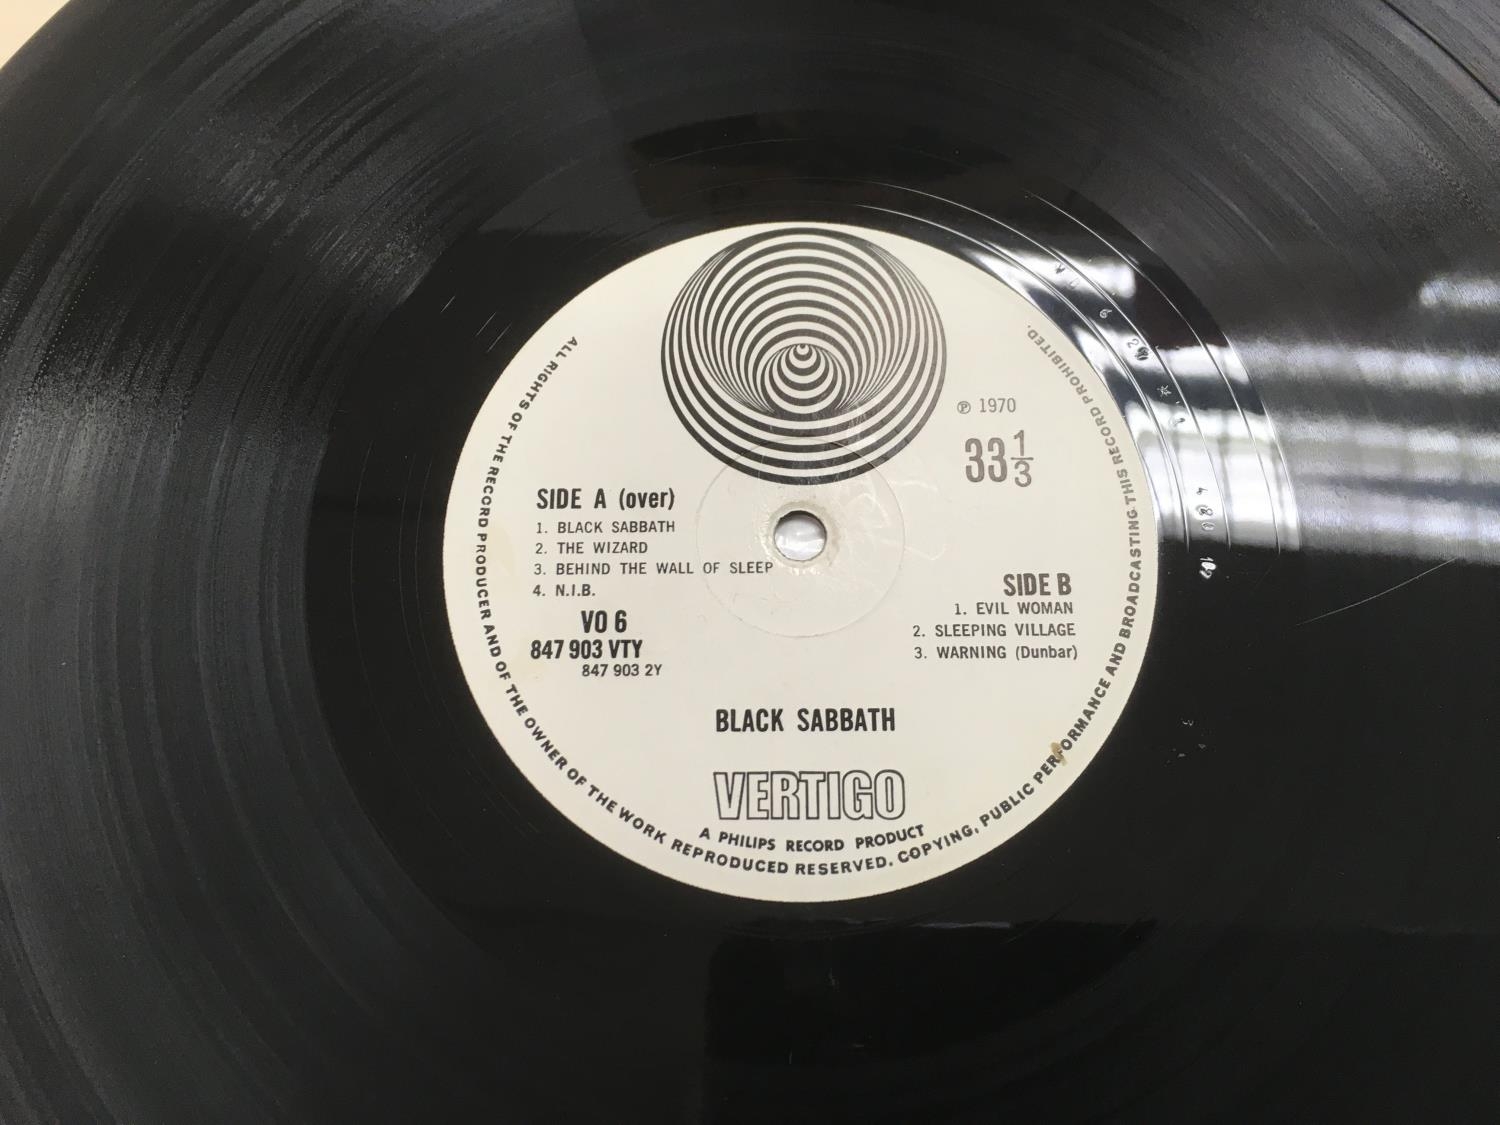 ℗ 1970
33 1/3
SIDE A (over)
1. BLACK SABBATH
2. THE WIZARD
3. BEHIND THE WALL OF SLEEP
4. N.I.B.
VO 6
847 903 VTY
847 903 2Y
SIDE B
1. EVIL WOMAN
2. SLEEPING VILLAGE
3. WARNING (Dunbar)
BLACK SABBATH
VERTIGO
A PHILIPS RECORD PRODUCT
ALL RIGHTS OF THE RECORD PRODUCER AND OF THE OWNER OF THE WORK REPRODUCED RESERVED. COPYING, PUBLIC PERFORMANCE AND BROADCASTING THIS RECORD PROHIBITED.